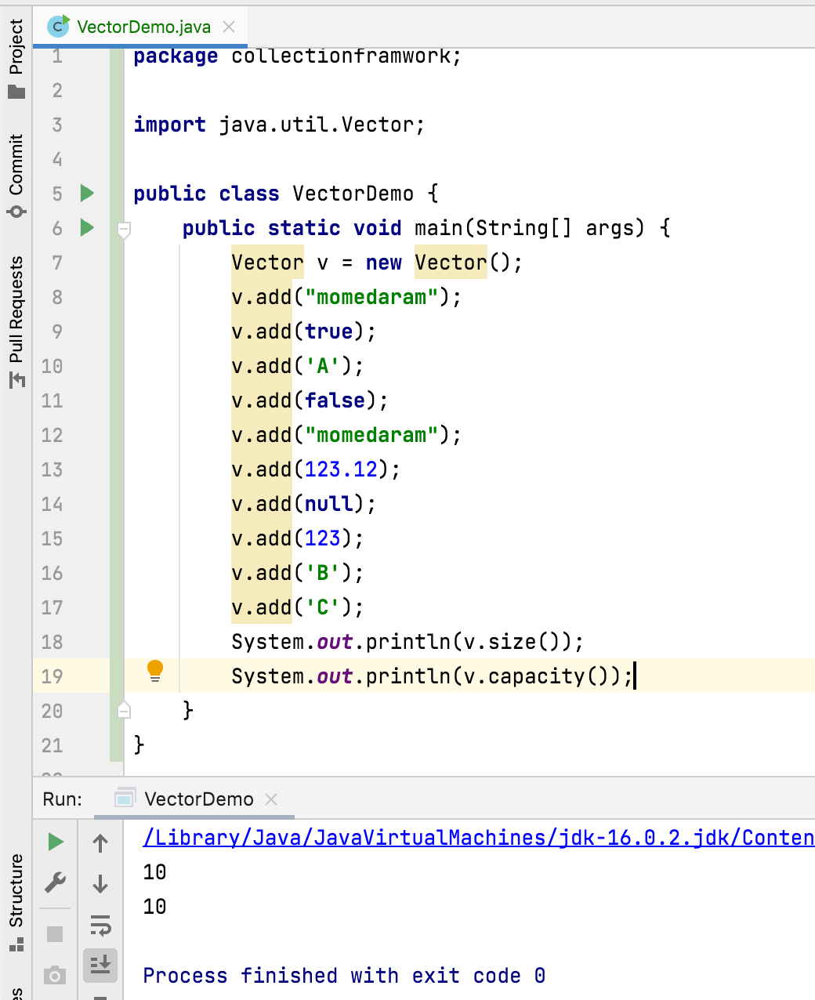 Project
Commit
Pull Requests
Structure
C VectorDemo.java
1 package collectionframwork;
2
3 import java.util.Vector;
4
5 public class VectorDemo {
6     public static void main(String[] args) {
7         Vector v = new Vector();
8         v.add("momedaram");
9         v.add(true);
10         v.add('A');
11         v.add(false);
12         v.add("momedaram");
13         v.add(123.12);
14         v.add(null);
15         v.add(123);
16         v.add('B');
17         v.add('C');
18         System.out.println(v.size());
19         System.out.println(v.capacity());
20     }
21 }
Run: VectorDemo
/Library/Java/JavaVirtualMachines/jdk-16.0.2.jdk/Conten
10
10
Process finished with exit code 0